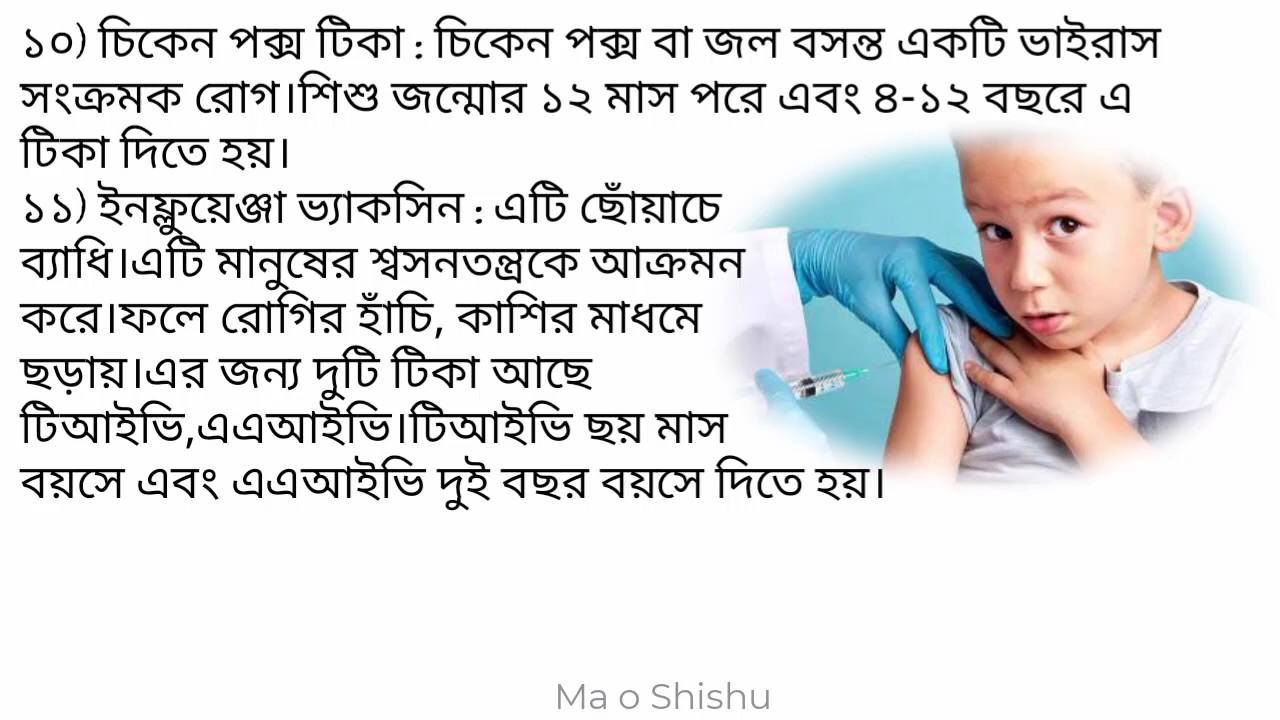 ১০) চিকেন পক্স টিকা : চিকেন পক্স বা জল বসন্ত একটি ভাইরাস
সংক্রমক রোগ।শিশু জন্মোর ১২ মাস পরে এবং ৪-১২ বছরে এ
টিকা দিতে হয়।
১১) ইনফ্লুয়েঞ্জা ভ্যাকসিন : এটি ছোঁয়াচে
ব্যাধি।এটি মানুষের শ্বসনতন্ত্রকে আক্রমন
করে।ফলে রোগির হাঁচি, কাশির মাধমে
ছড়ায়।এর জন্য দুটি টিকা আছে
টিআইভি,এএআইভি।টিআইভি ছয় মাস
বয়সে এবং এএআইভি দুই বছর বয়সে দিতে হয়।
Ma o Shishu